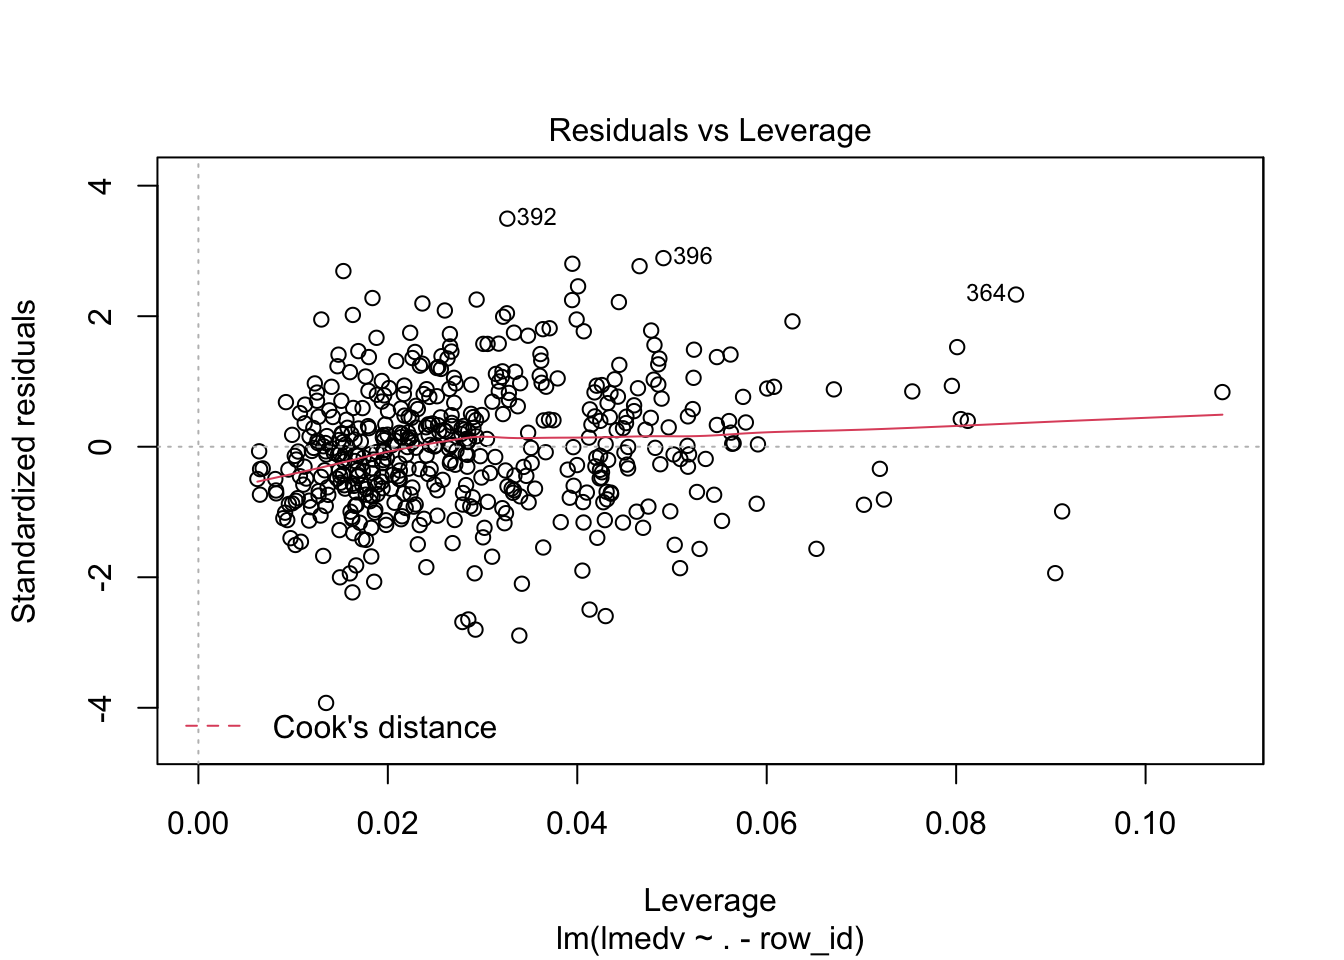 Residuals vs Leverage
Standardized residuals
4
2
0
-2
-4
392
396
364
Cook's distance
0.00 0.02 0.04 0.06 0.08 0.10
Leverage
lm(lmedv ~ . - row_id)